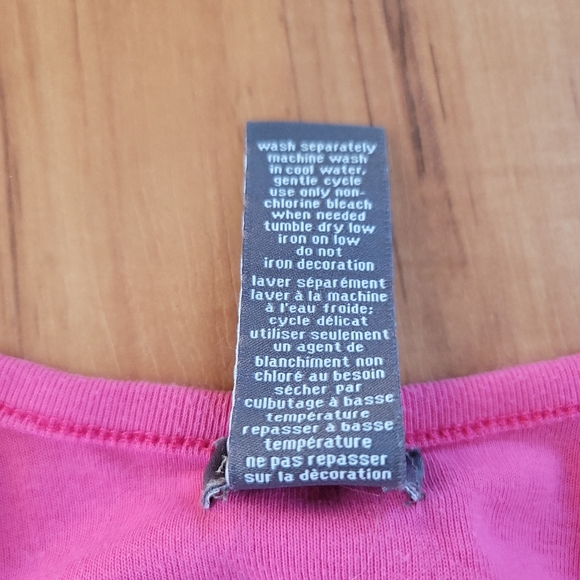 wash separately
machine wash
in cool water,
gentle cycle
use only non-
chlorine bleach
when needed
tumble dry low
iron on low
do not
iron decoration
laver séparément
laver à la machine
à l'eau froide;
cycle délicat
utiliser seulement
un agent de
blanchiment non
chloré au besoin
sécher par
culbutage à basse
température
repasser à basse
température
ne pas repasser
sur la dècoration